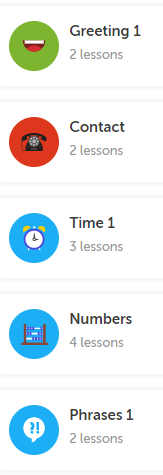 Greeting 1
2 lessons
Contact
2 lessons
Time 1
3 lessons
Numbers
4 lessons
?!
Phrases 1
2 lessons